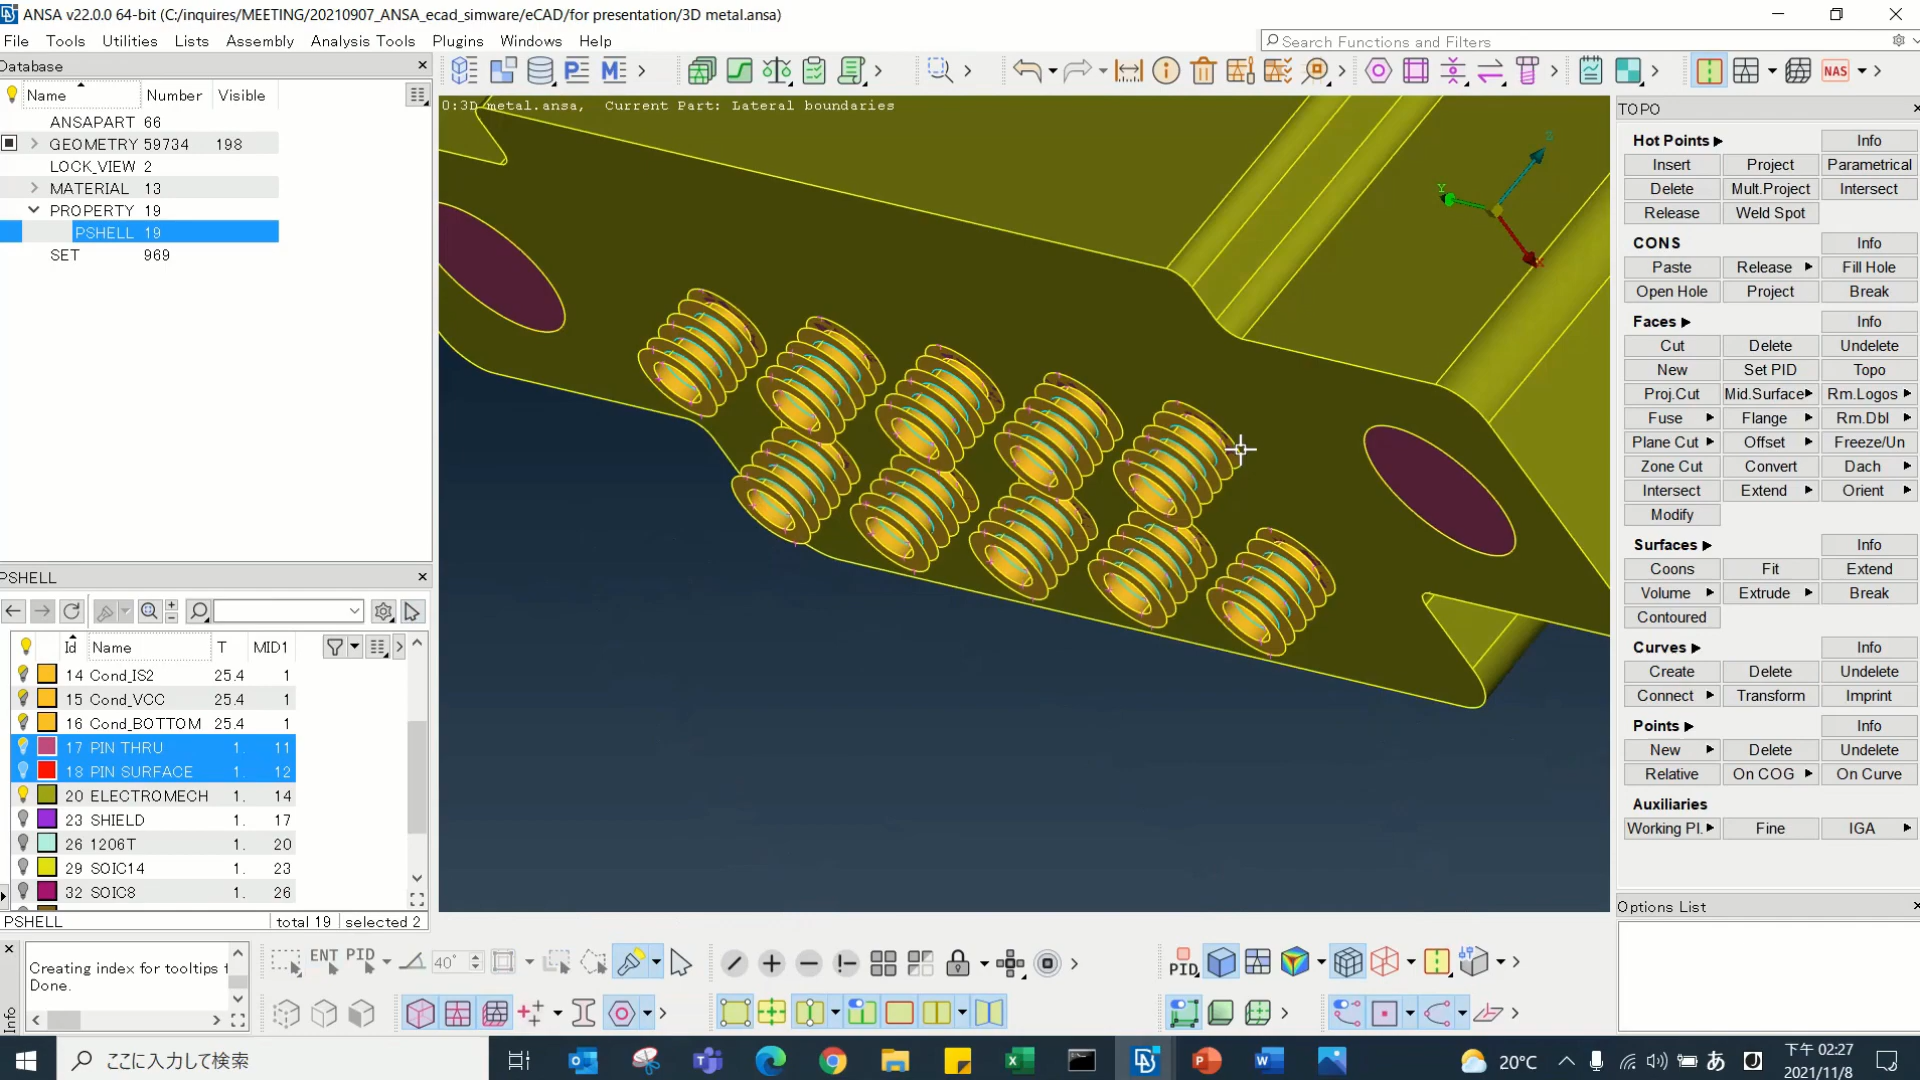 ANSA v22.0.0 64-bit (C:/inquires/MEETING/20210907_ANSA_ecad_simware/eCAD/for presentation/3D metal.ansa)
File Tools Utilities Lists Assembly Analysis Tools Plugins Windows Help
Search Functions and Filters
Database
Name Number Visible
ANSAPART 66
GEOMETRY 59734 198
LOCK_VIEW 2
MATERIAL 13
PROPERTY 19
PSHELL 19
SET 969
PSHELL
Id Name T MID1
14 Cond_IS2 25.4 1
15 Cond_VCC 25.4 1
16 Cond_BOTTOM 25.4 1
17 PIN THRU 1. 11
18 PIN SURFACE 1. 12
20 ELECTROMECH 1. 14
23 SHIELD 1. 17
26 1206T 1. 20
29 SOIC14 1. 23
32 SOIC8 1. 26
PSHELL total 19 selected 2
NAS
0:3D metal.ansa, Current Part: Lateral boundaries
Y
TOPO
Hot Points Info
Insert Project Parametrical
Delete Mult.Project Intersect
Release Weld Spot
CONS Info
Paste Release Fill Hole
Open Hole Project Break
Faces Info
Cut Delete Undelete
New Set PID Topo
Proj.Cut Mid.Surface Rm.Logos
Fuse Flange Rm.Dbl
Plane Cut Offset Freeze/Un
Zone Cut Convert Dach
Intersect Extend Orient
Modify
Surfaces Info
Coons Fit Extend
Volume Extrude Break
Contoured
Curves Info
Create Delete Undelete
Connect Transform Imprint
Points Info
New Delete Undelete
Relative On COG On Curve
Auxiliaries
Working Pl. Fine IGA
Options List
Info
Creating index for tooltips
Done.
ENT PID 40°
PID
ここに入力して検索
20°C
あ
下午 02:27
2021/11/8